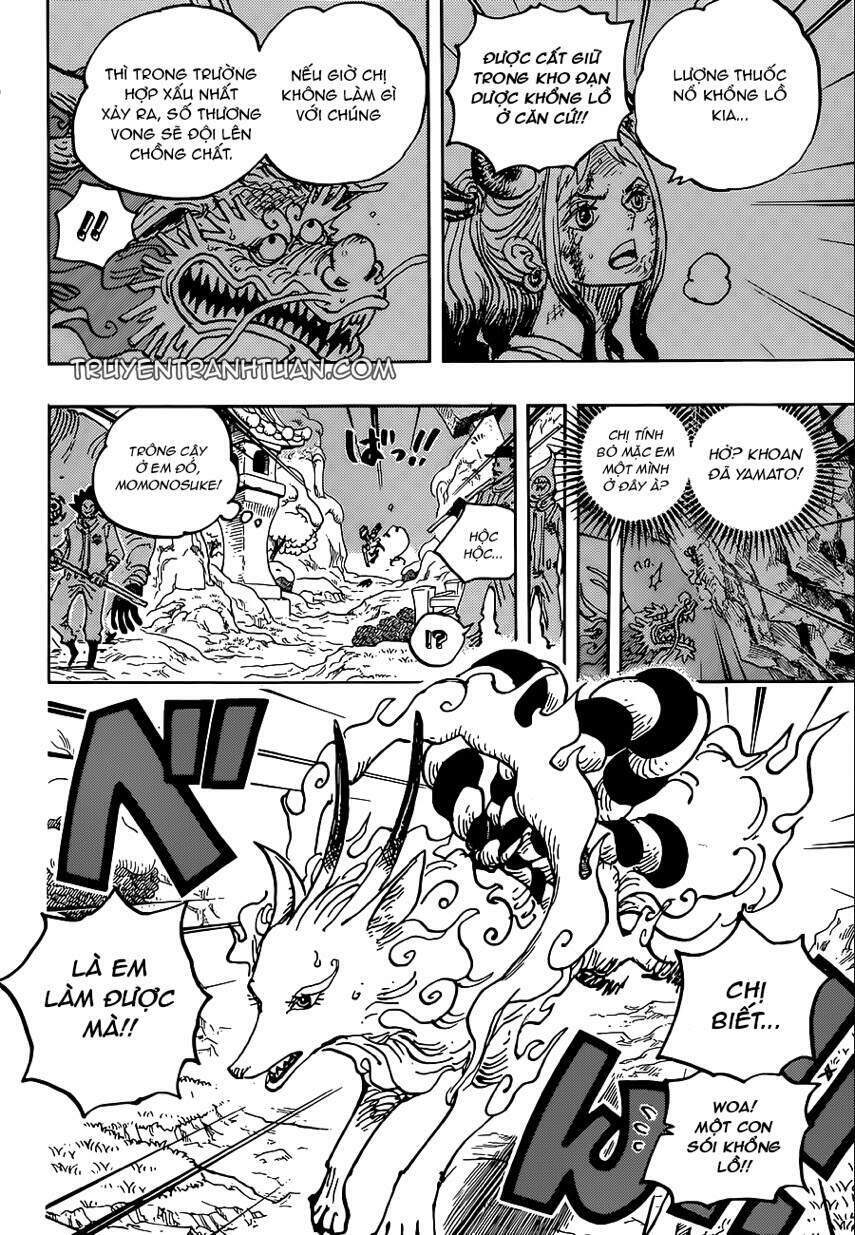 LƯỢNG THUỐC
NỔ KHỔNG LỒ
KIA...
ĐƯỢC CẤT GIỮ
TRONG KHO ĐẠN
DƯỢC KHỔNG LỒ
Ở CĂN CỨ!!
NẾU GIỜ CHỊ
KHÔNG LÀM GÌ
VỚI CHÚNG
THÌ TRONG TRƯỜNG
HỢP XẤU NHẤT
XẢY RA, SỐ THƯƠNG
VONG SẼ ĐỘI LÊN
CHỒNG CHẤT.
!!
TRUYENTRANHTUAN.COM
HỞ? KHOAN
ĐÃ YAMATO!
CHỊ TÍNH
BỎ MẶC EM
MỘT MÌNH
Ở ĐÂY À?
ばっ!!
TRÔNG CẬY
Ở EM ĐỒ,
MOMONOSUKE!
HỘC
HỘC...
!?
CHỊ
BIẾT...
WOA!
MỘT CON
SÓI KHỔNG
LỒ!!
LÀ EM
LÀM ĐƯỢC
MÀ!!